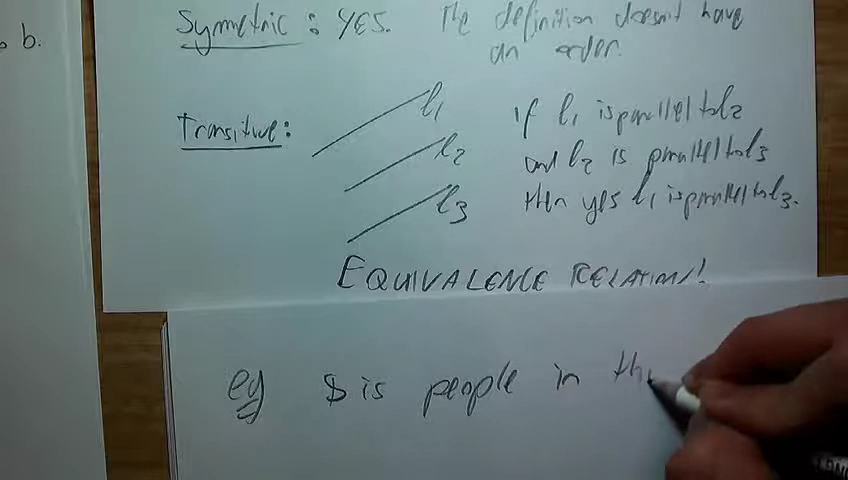 b.
Symmetric: YES. The definition doesn't have
an order.
Transitive:
l1
l2
l3
If l1 is parallel to l2
and l2 is parallel to l3
then yes l1 is parallel to l3.
EQUIVALENCE RELATION!
eg S is people in th